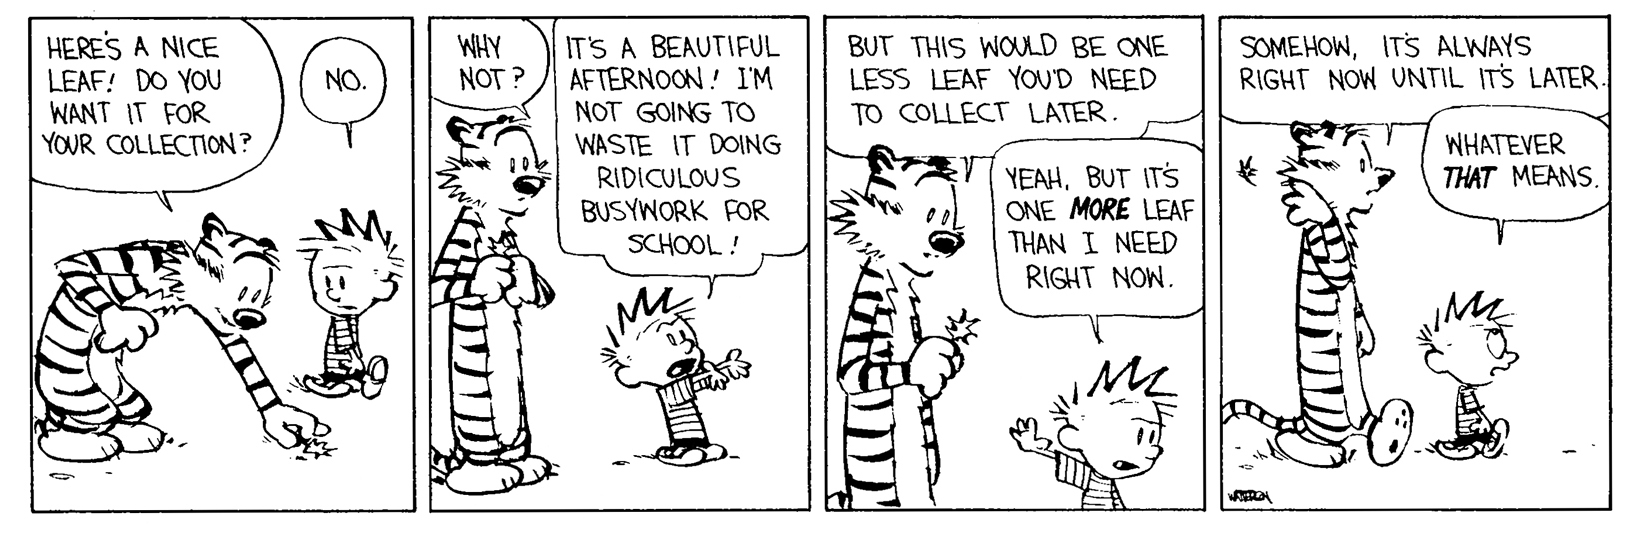 HERE'S A NICE
LEAF! DO YOU
WANT IT FOR
YOUR COLLECTION?
NO.
WHY
NOT?
IT'S A BEAUTIFUL
AFTERNOON! I'M
NOT GOING TO
WASTE IT DOING
RIDICULOUS
BUSYWORK FOR
SCHOOL!
BUT THIS WOULD BE ONE
LESS LEAF YOU'D NEED
TO COLLECT LATER.
YEAH, BUT IT'S
ONE MORE LEAF
THAN I NEED
RIGHT NOW.
SOMEHOW, IT'S ALWAYS
RIGHT NOW UNTIL IT'S LATER.
WHATEVER
THAT MEANS.
WATTERSON